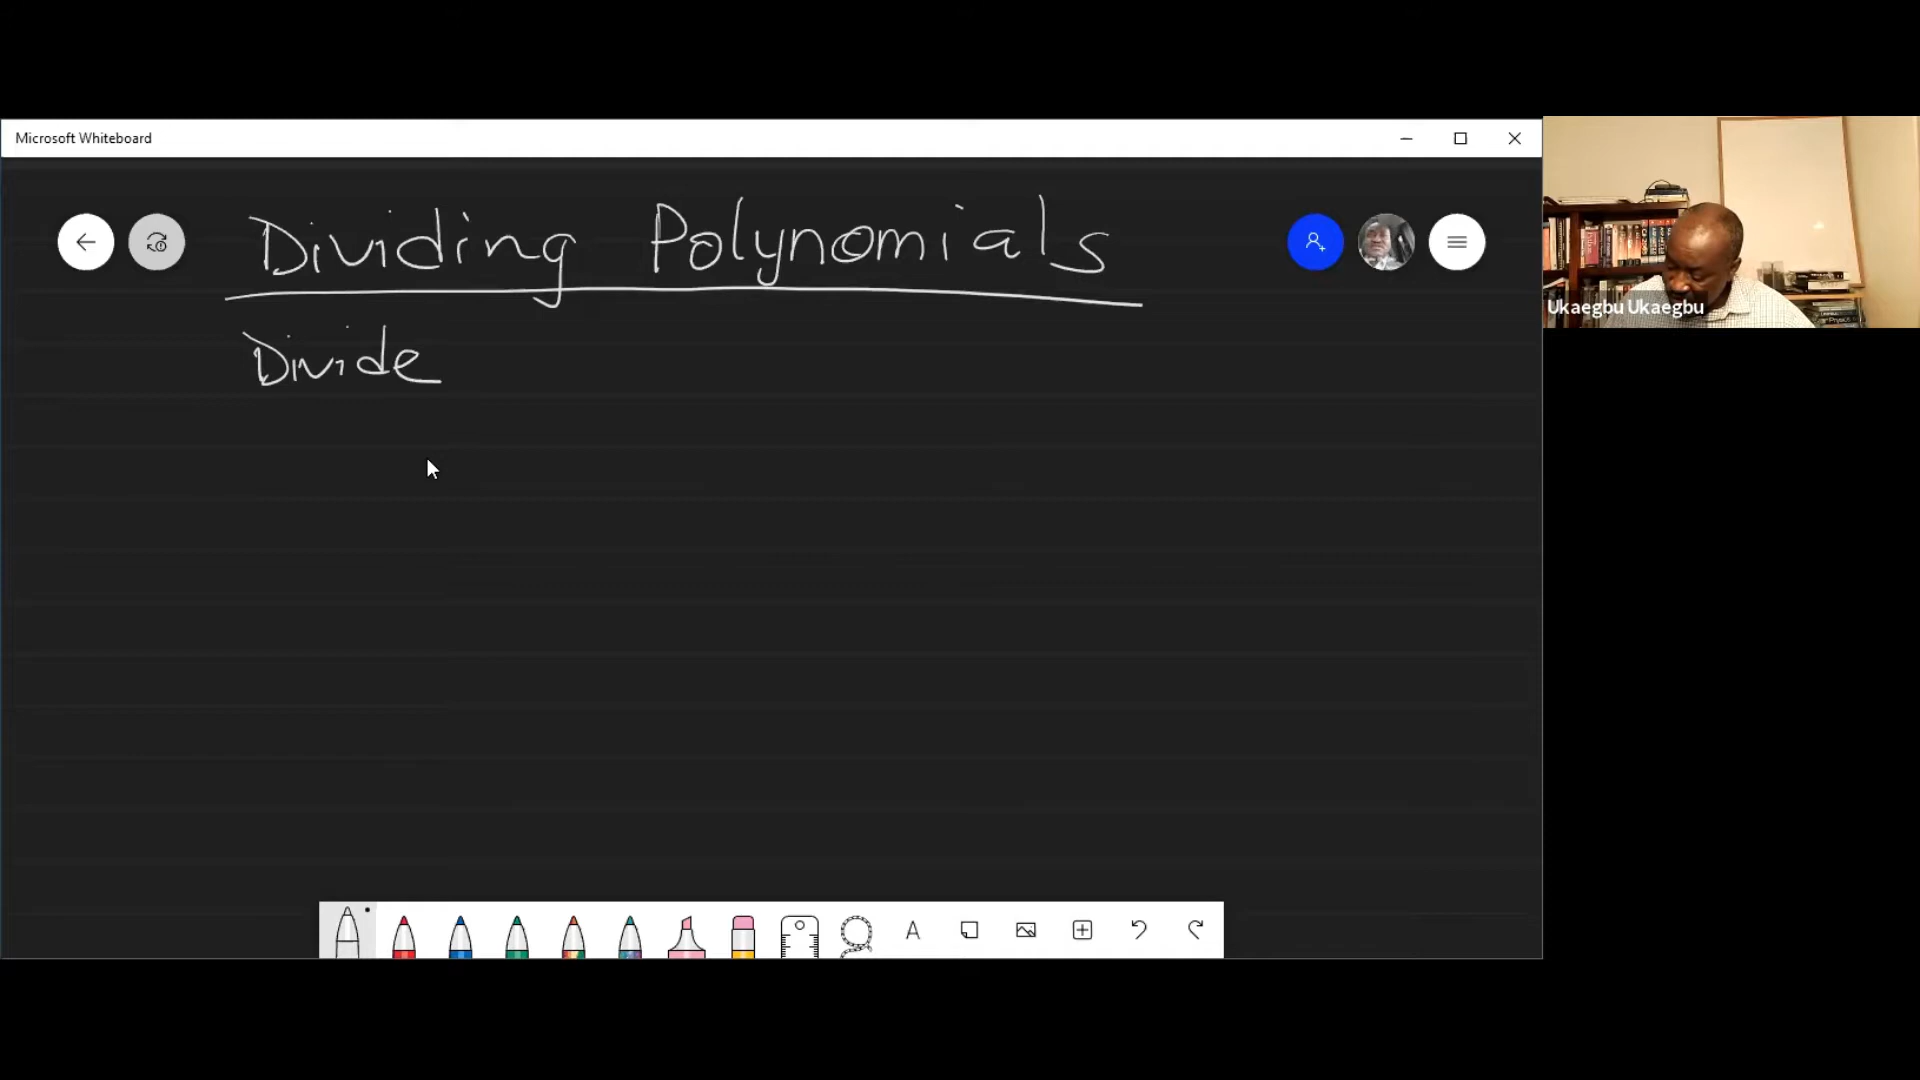 Microsoft Whiteboard
Dividing Polynomials
Divide
Ukaegbu Ukaegbu